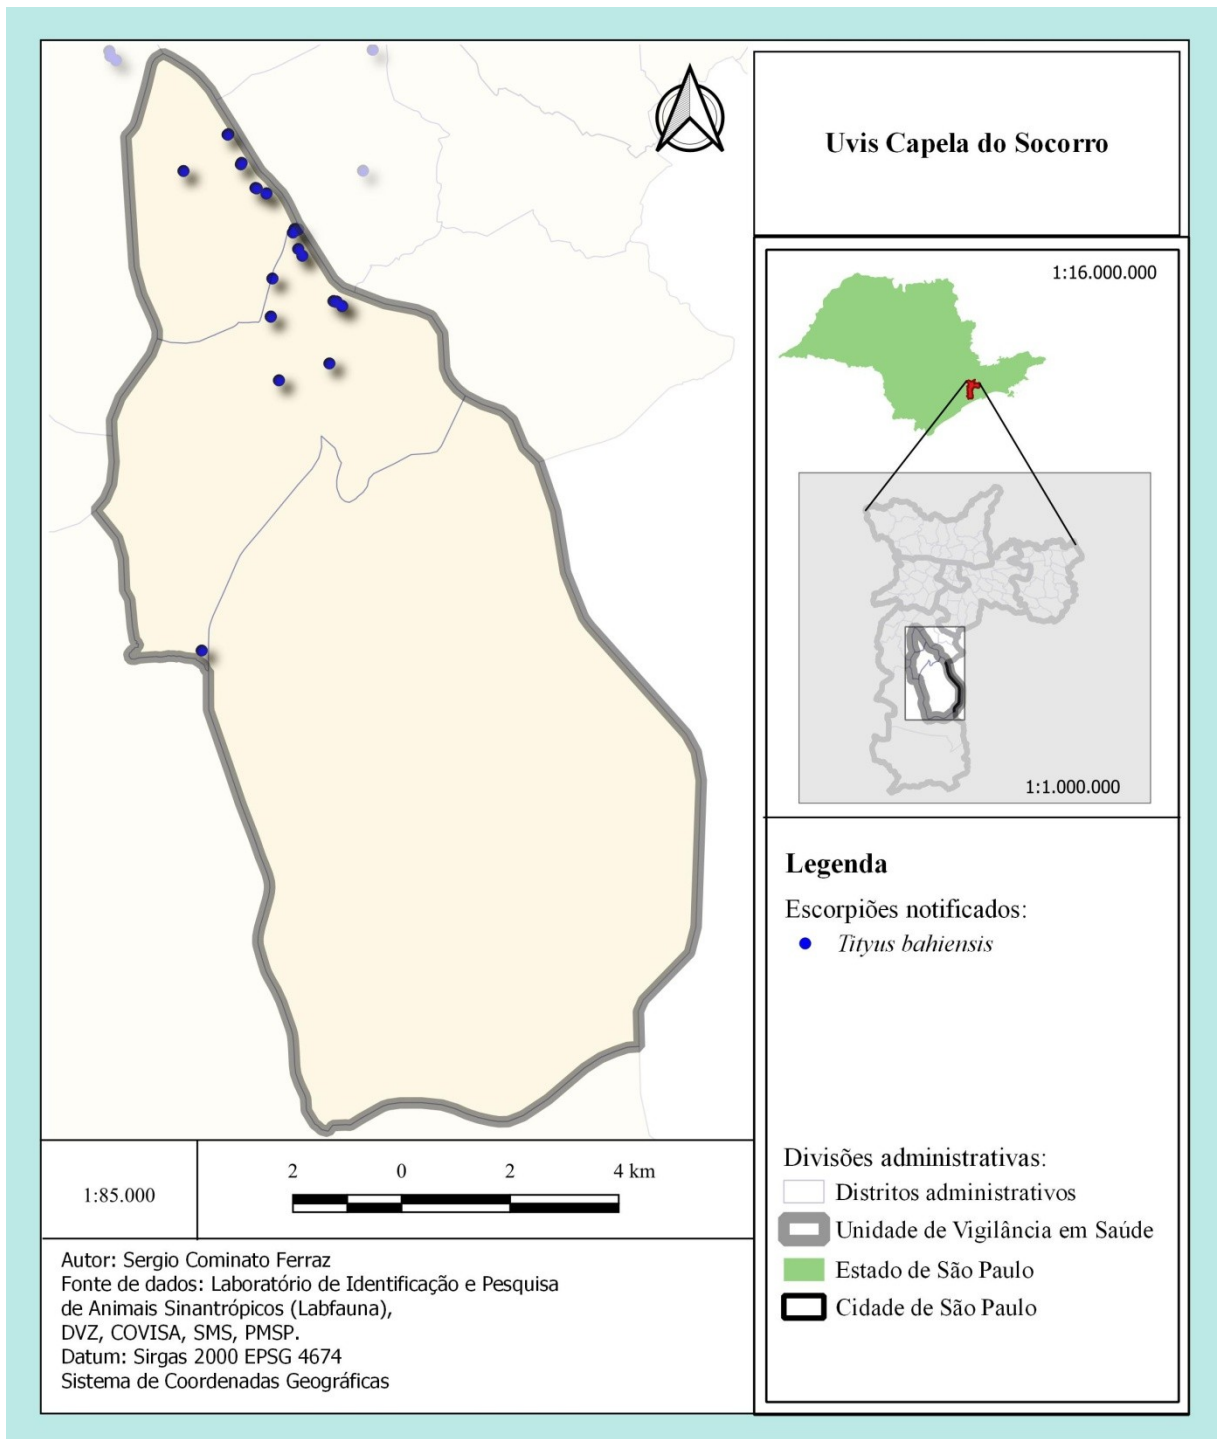 Uvis Capela do Socorro
1:16.000.000
1:1.000.000
Legenda
Escorpiões notificados:
Tityus bahiensis
Divisões administrativas:
Distritos administrativos
Unidade de Vigilância em Saúde
Estado de São Paulo
Cidade de São Paulo
1:85.000
2 0 2 4 km
Autor: Sergio Cominato Ferraz
Fonte de dados: Laboratório de Identificação e Pesquisa
de Animais Sinantrópicos (Labfauna),
DVZ, COVISA, SMS, PMSP.
Datum: Sirgas 2000 EPSG 4674
Sistema de Coordenadas Geográficas